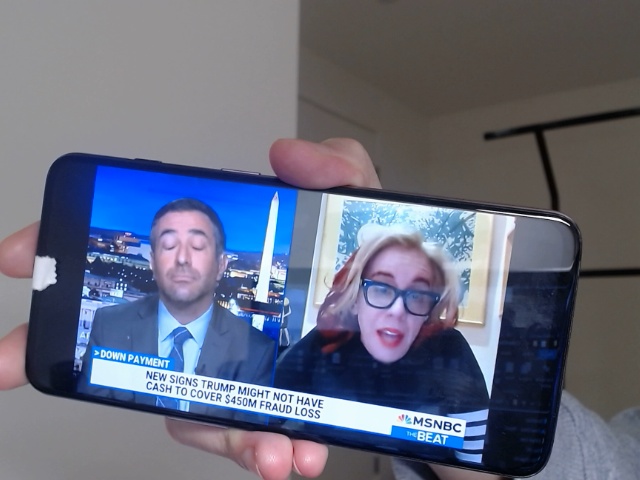 > DOWN PAYMENT
NEW SIGNS TRUMP MIGHT NOT HAVE
CASH TO COVER $450M FRAUD LOSS
MSNBC
THE BEAT